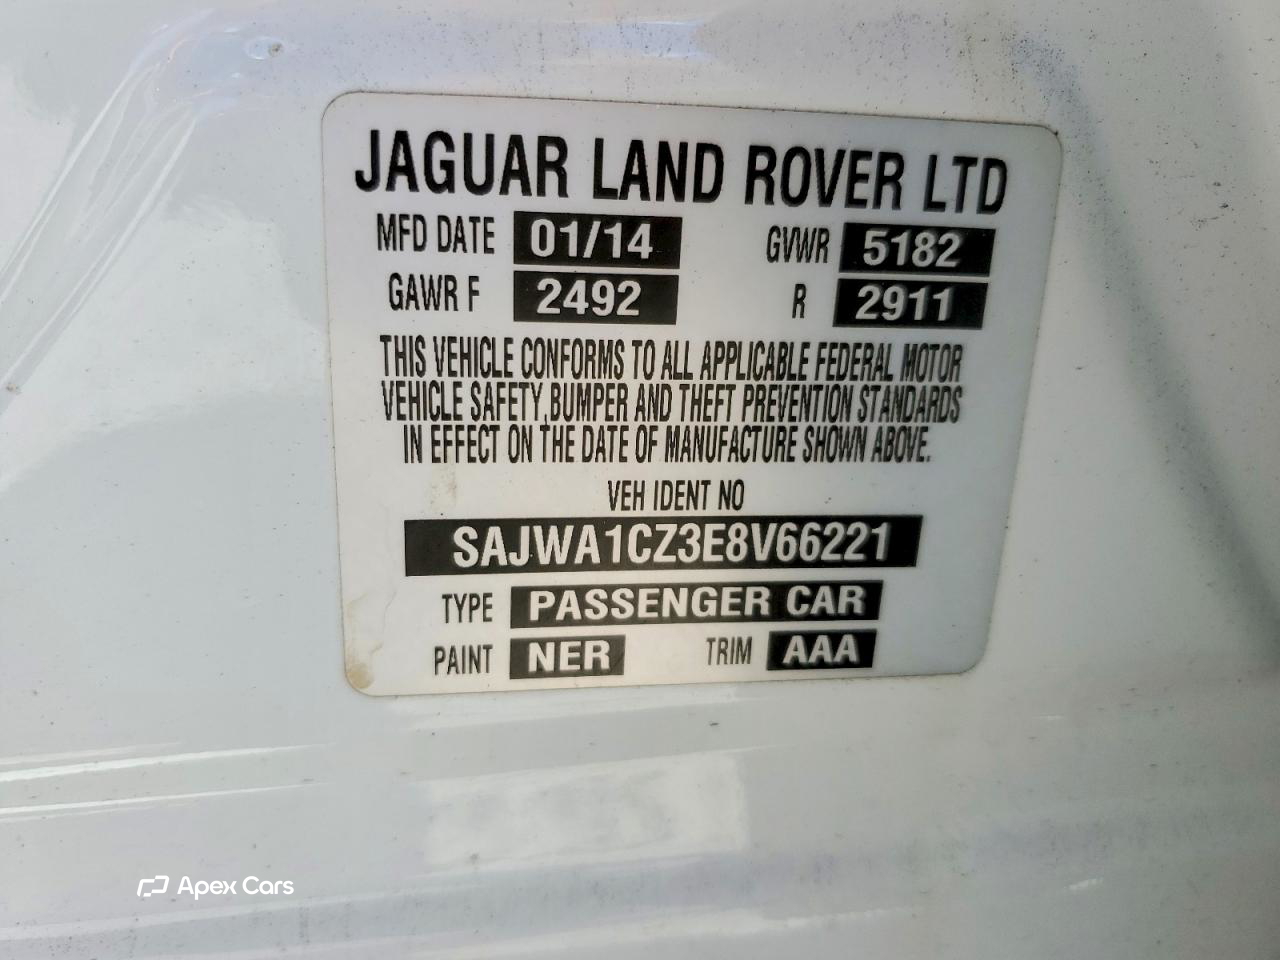 JAGUAR LAND ROVER LTD
MFD DATE 01/14 GVWR 5182
GAWR F 2492 R 2911
THIS VEHICLE CONFORMS TO ALL APPLICABLE FEDERAL MOTOR
VEHICLE SAFETY,BUMPER AND THEFT PREVENTION STANDARDS
IN EFFECT ON THE DATE OF MANUFACTURE SHOWN ABOVE.
VEH IDENT NO
SAJWA1CZ3E8V66221
TYPE PASSENGER CAR
PAINT NER TRIM AAA
Apex Cars